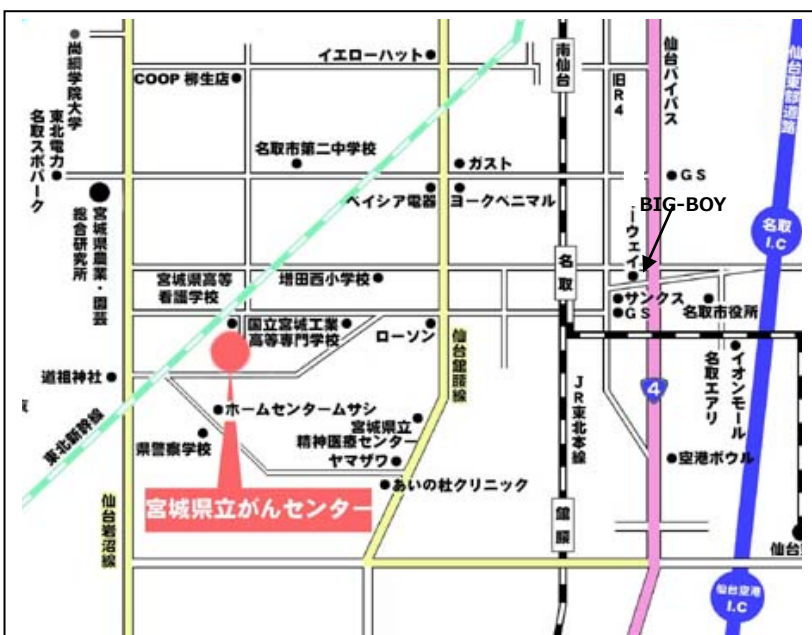 尚絅学院大学
東北電力
名取スポパーク
宮城県農業・園芸
総合研究所
COOP 柳生店
イエローハット
名取市第二中学校
ガスト
ベイシア電器
ヨークベニマル
南仙台
旧R4
仙台バイパス
仙台東部道路
GS
BIG-BOY
ーウェイ
名取
I.C
名取
宮城県高等
看護学校
増田西小学校
国立宮城工業
高等専門学校
ローソン
サンクス
GS
名取市役所
仙台館腰線
道祖神社
東北新幹線
ホームセンタームサシ
県警察学校
宮城県立
精神医療センター
ヤマザワ
あいの杜クリニック
JR東北本線
4
イオンモール
名取エアリ
空港ボウル
宮城県立がんセンター
仙台岩沼線
館腰
仙台空港
I.C
仙台